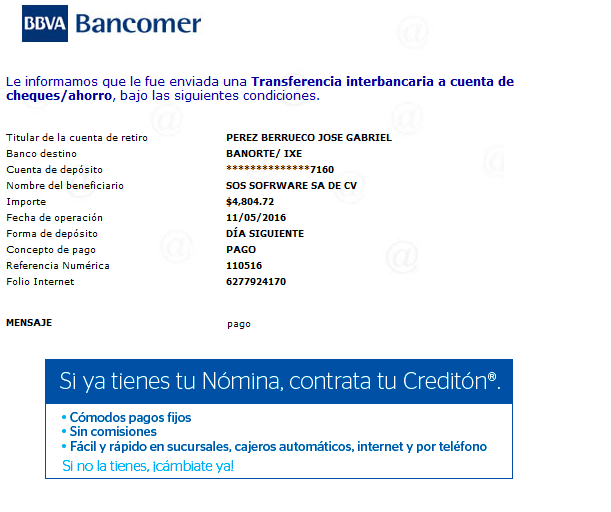 BBVA Bancomer
Le informamos que le fue enviada una Transferencia interbancaria a cuenta de
cheques/ahorro, bajo las siguientes condiciones.
Titular de la cuenta de retiro PEREZ BERRUECO JOSE GABRIEL
Banco destino BANORTE/ IXE
Cuenta de depósito **************7160
Nombre del beneficiario SOS SOFRWARE SA DE CV
Importe $4,804.72
Fecha de operación 11/05/2016
Forma de depósito DÍA SIGUIENTE
Concepto de pago PAGO
Referencia Numérica 110516
Folio Internet 6277924170
MENSAJE pago
Si ya tienes tu Nómina, contrata tu Creditón®.
• Cómodos pagos fijos
• Sin comisiones
• Fácil y rápido en sucursales, cajeros automáticos, internet y por teléfono
Si no la tienes, ¡cámbiate ya!